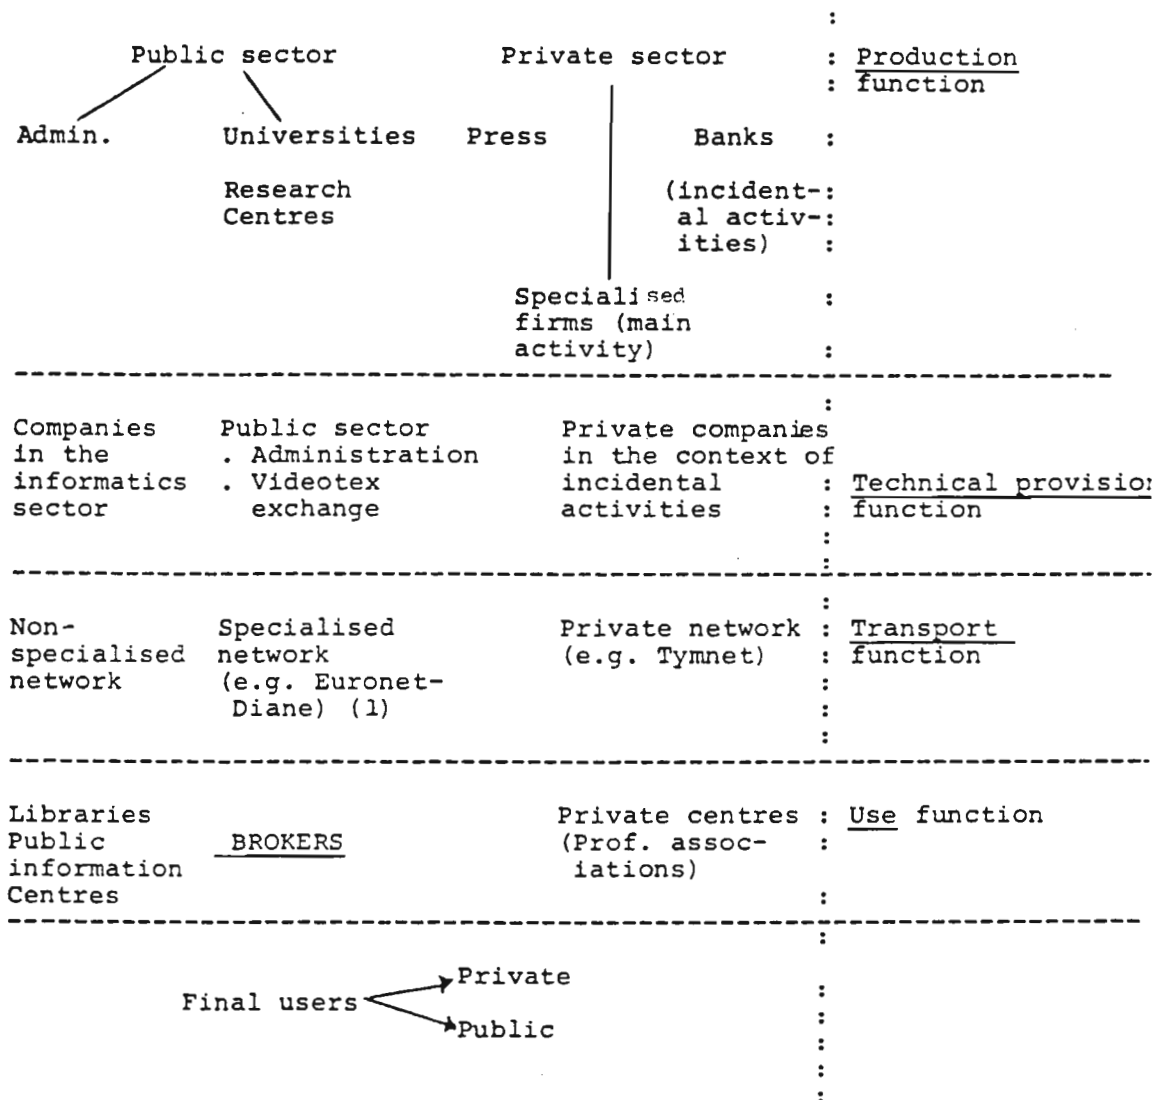 Public sector Private sector : Production
: function
Admin. Universities Press Banks :
Research (incident-:
Centres al activ-:
ities) :
Speciali sed :
firms (main
activity) :
Companies Public sector Private companies
in the . Administration in the context of
informatics . Videotex incidental : Technical provision
sector exchange activities : function
Non- Specialised Private network : Transport
specialised network (e.g. Tymnet) : function
network (e.g. Euronet- :
Diane) (1) :
Libraries Private centres : Use function
Public BROKERS (Prof. assoc- :
information iations)
Centres :
Private
Final users
Public